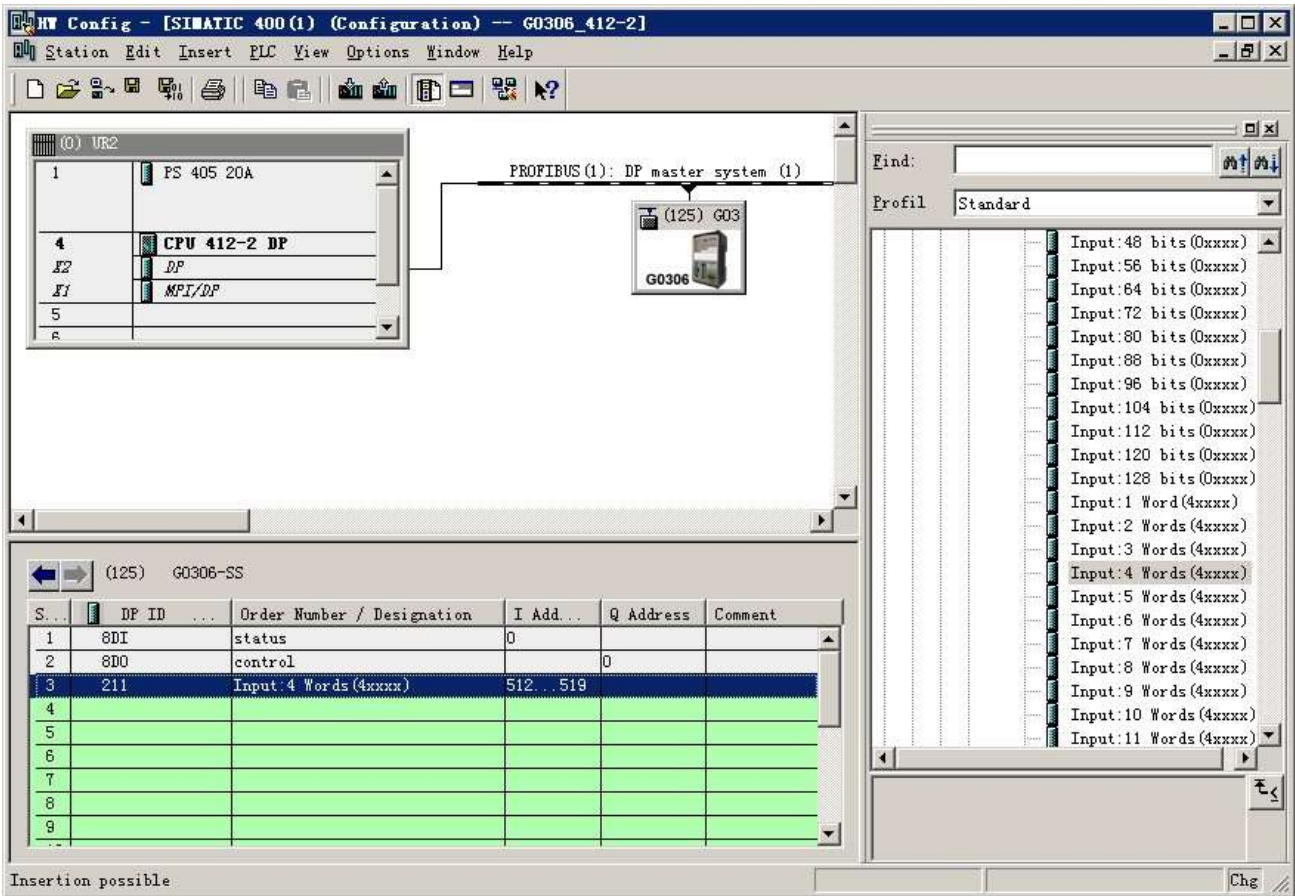 HW Config - [SIMATIC 400(1) (Configuration) -- G0306_412-2]
Station Edit Insert PLC View Options Window Help
(0) UR2
1 PS 405 20A
4 CPU 412-2 DP
X2 DP
X1 MPI/DP
5
6
PROFIBUS(1): DP master system (1)
(125) G03
G0306
Find:
Profil Standard
Input:48 bits(0xxxx)
Input:56 bits(0xxxx)
Input:64 bits(0xxxx)
Input:72 bits(0xxxx)
Input:80 bits(0xxxx)
Input:88 bits(0xxxx)
Input:96 bits(0xxxx)
Input:104 bits(0xxxx)
Input:112 bits(0xxxx)
Input:120 bits(0xxxx)
Input:128 bits(0xxxx)
Input:1 Word(4xxxx)
Input:2 Words(4xxxx)
Input:3 Words(4xxxx)
Input:4 Words(4xxxx)
Input:5 Words(4xxxx)
Input:6 Words(4xxxx)
Input:7 Words(4xxxx)
Input:8 Words(4xxxx)
Input:9 Words(4xxxx)
Input:10 Words(4xxxx)
Input:11 Words(4xxxx)
(125) G0306-SS
S... DP ID ... Order Number / Designation I Add... Q Address Comment
1 8DI status 0
2 8DO control 0
3 211 Input:4 Words(4xxxx) 512...519
4
5
6
7
8
9
Insertion possible
Chg